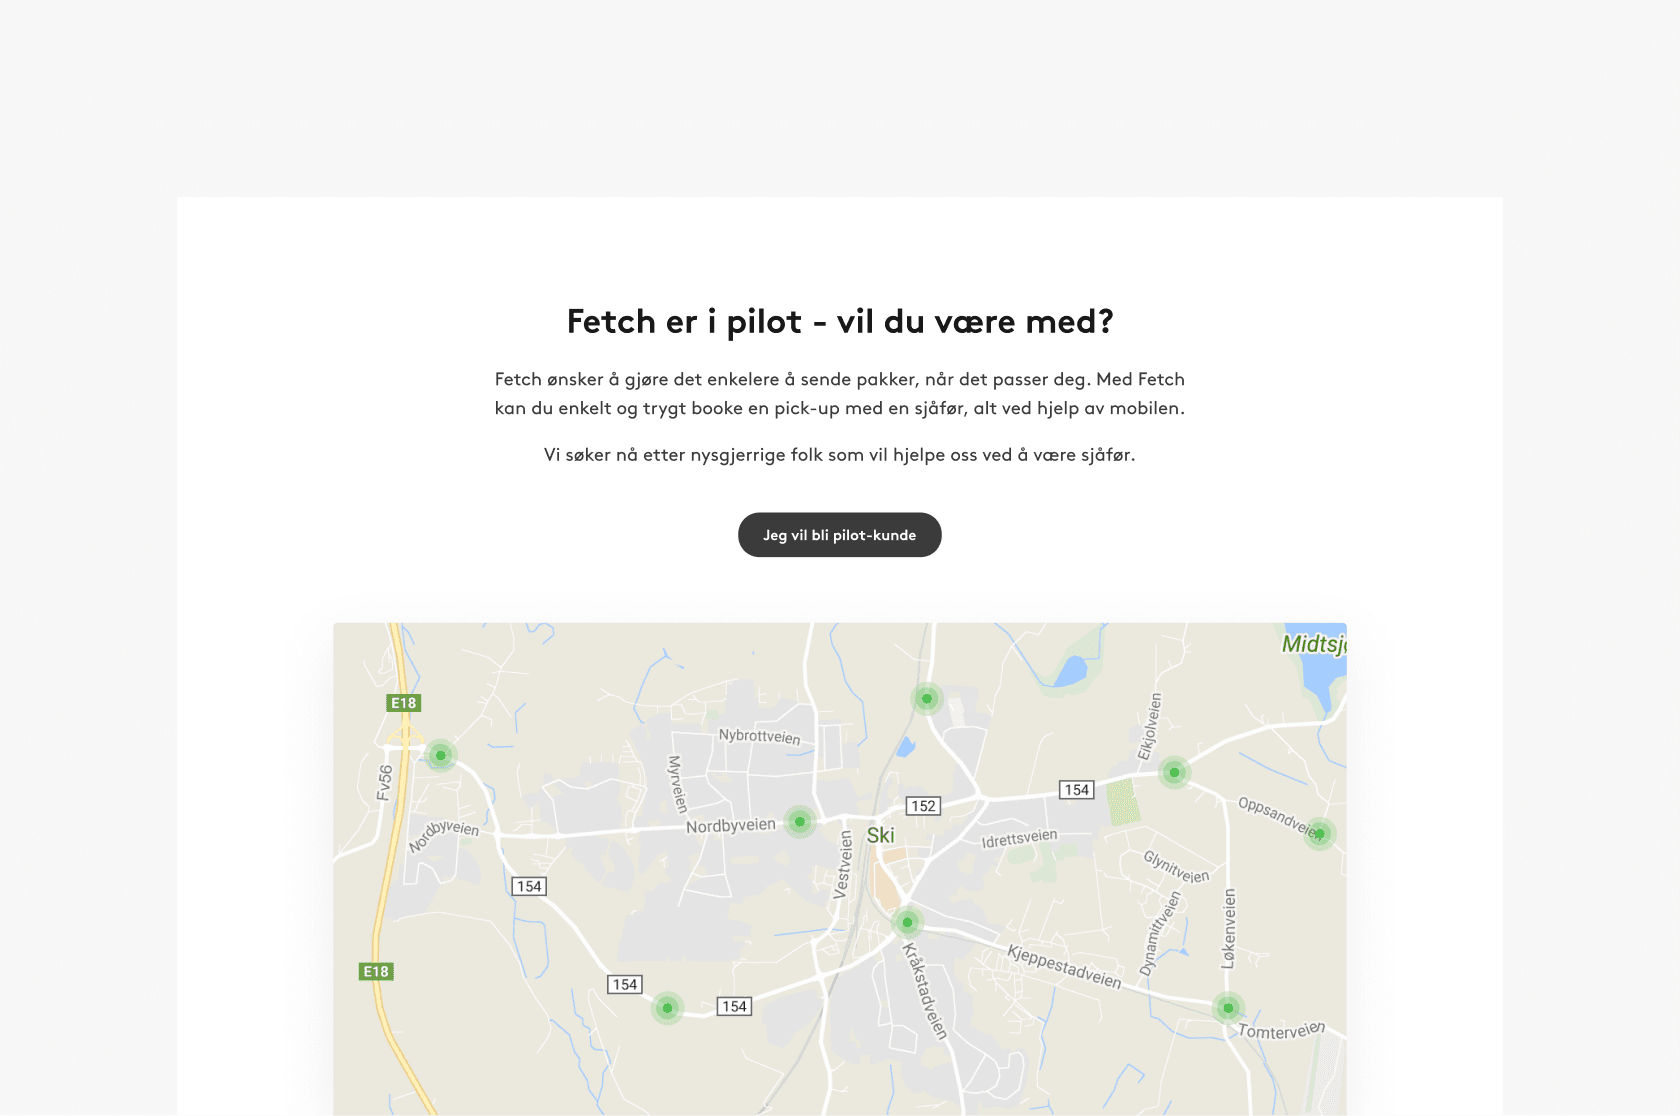 Fetch er i pilot - vil du være med?
Fetch ønsker å gjøre det enkelere å sende pakker, når det passer deg. Med Fetch
kan du enkelt og trygt booke en pick-up med en sjåfør, alt ved hjelp av mobilen.
Vi søker nå etter nysgjerrige folk som vil hjelpe oss ved å være sjåfør.
Jeg vil bli pilot-kunde
Midtsjø
E18
Eikjolveien
Nybrottveien
Myrveien
Fv56
154
152
Oppsandveien
Nordbyveien
Nordbyveien
Ski
Idrettsveien
Vestveien
Glynitveien
154
Dynamittveien
Løkenveien
Kjeppestadveien
Kråkstadveien
E18
154
154
Tomterveien